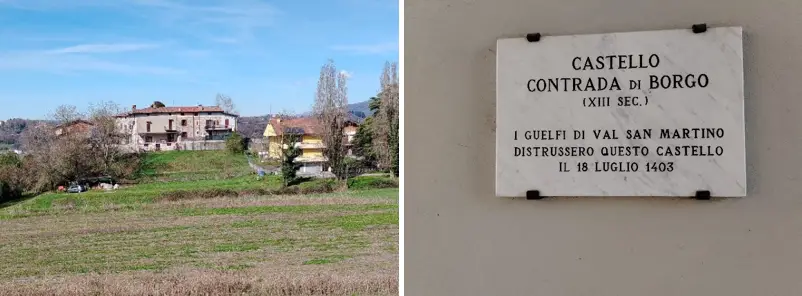 CASTELLO
CONTRADA DI BORGO
(XIII SEC.)
I GUELFI DI VAL SAN MARTINO
DISTRUSSERO QUESTO CASTELLO
IL 18 LUGLIO 1403